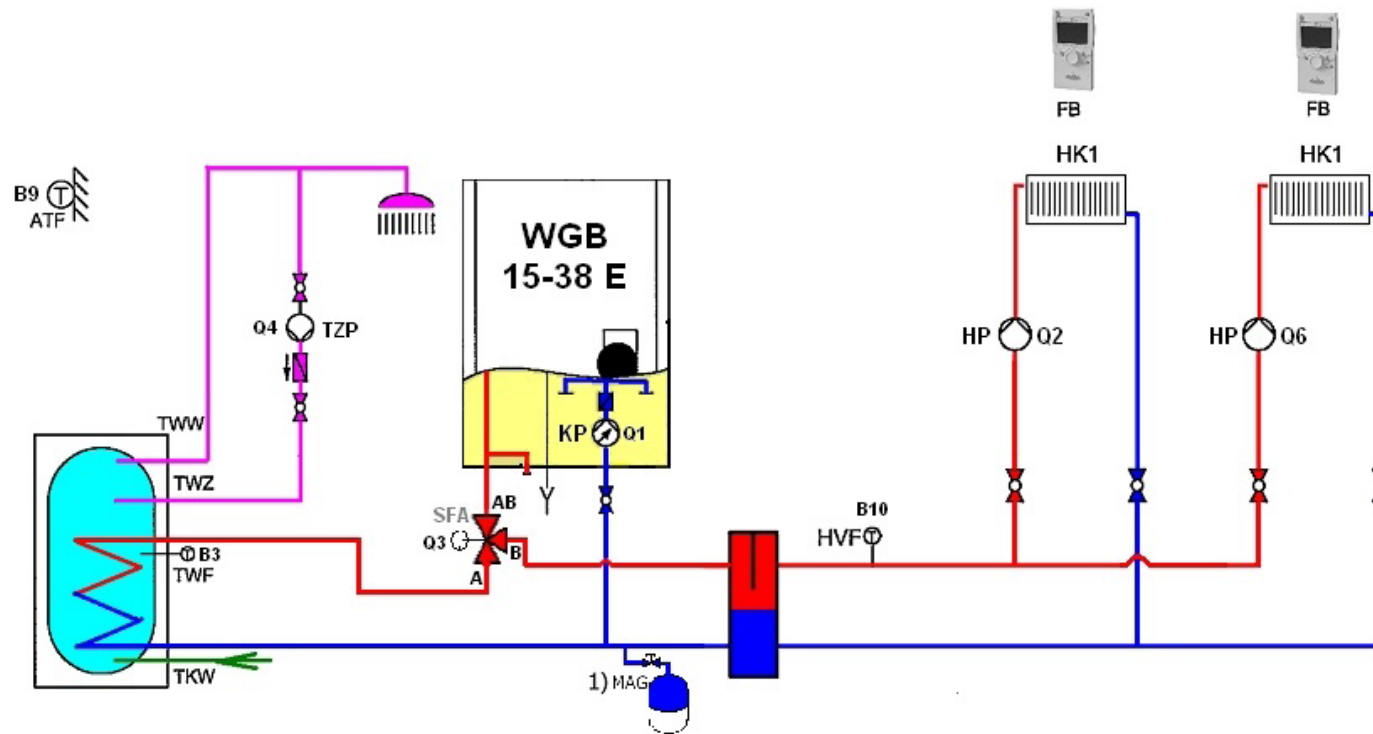 FB
FB
HK1
HK1
B9
T
ATF
WGB
15-38 E
Q4
TZP
HP
Q2
HP
Q6
TWW
KP
Q1
TWZ
AB
SFA
Q3
B
A
B10
HVF
T
T
B3
TWF
TKW
1) MAG